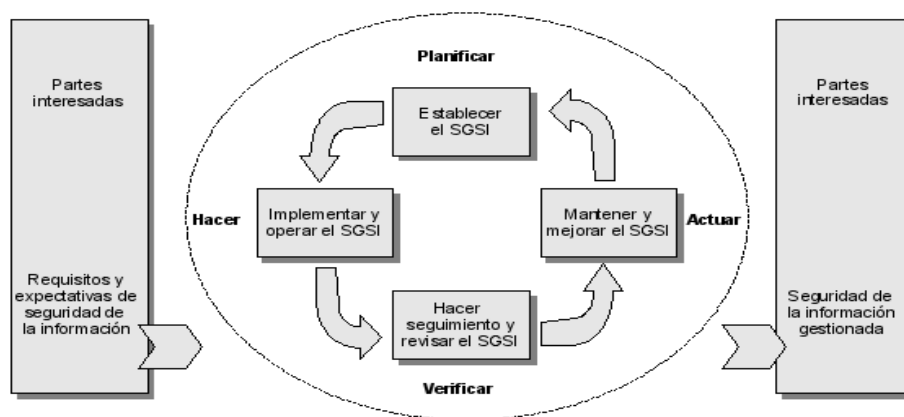 Partes
interesadas
Requisitos y
expectativas de
seguridad de
la información
Planificar
Establecer
el SGSI
Hacer
Implementar y
operar el SGSI
Mantener y
mejorar el SGSI
Actuar
Hacer
seguimiento y
revisar el SGSI
Verificar
Partes
interesadas
Seguridad de
la información
gestionada